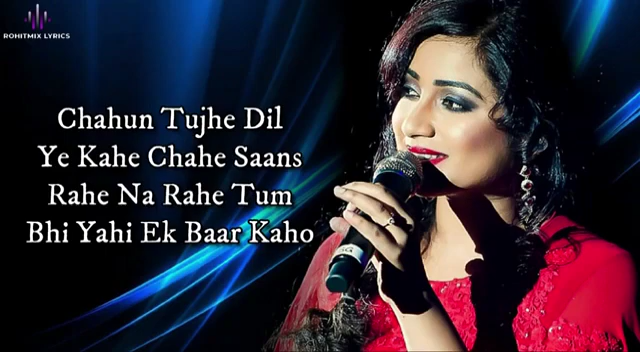 ROHITMIX LYRICS
Chahun Tujhe Dil
Ye Kahe Chahe Saans
Rahe Na Rahe Tum
Bhi Yahi Ek Baar Kaho